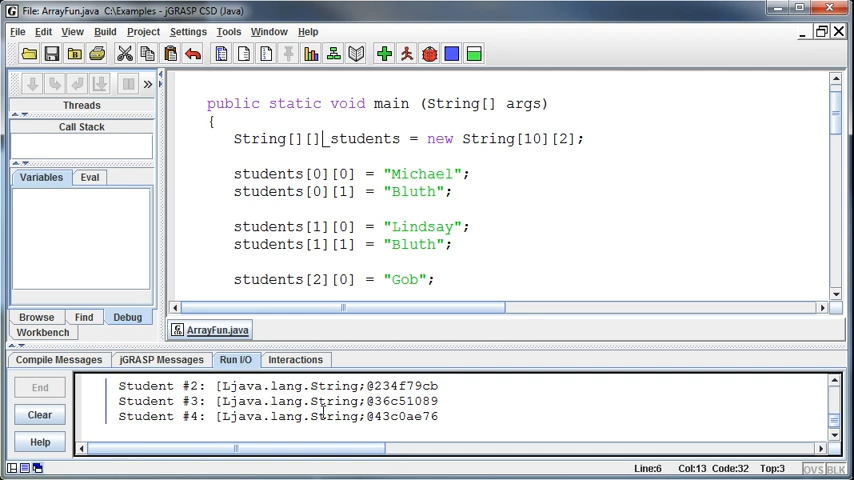 File: ArrayFun.java  C:\Examples - jGRASP CSD (Java)
File Edit View Build Project Settings Tools Window Help
Threads
Call Stack
Variables Eval
Browse Find Debug
Workbench
public static void main (String[] args)
{
String[][] students = new String[10][2];
students[0][0] = "Michael";
students[0][1] = "Bluth";
students[1][0] = "Lindsay";
students[1][1] = "Bluth";
students[2][0] = "Gob";
ArrayFun.java
Compile Messages jGRASP Messages Run I/O Interactions
End
Clear
Help
Student #2: [Ljava.lang.String;@234f79cb
Student #3: [Ljava.lang.String;@36c51089
Student #4: [Ljava.lang.String;@43c0ae76
Line:6 Col:13 Code:32 Top:3 OVS BLK